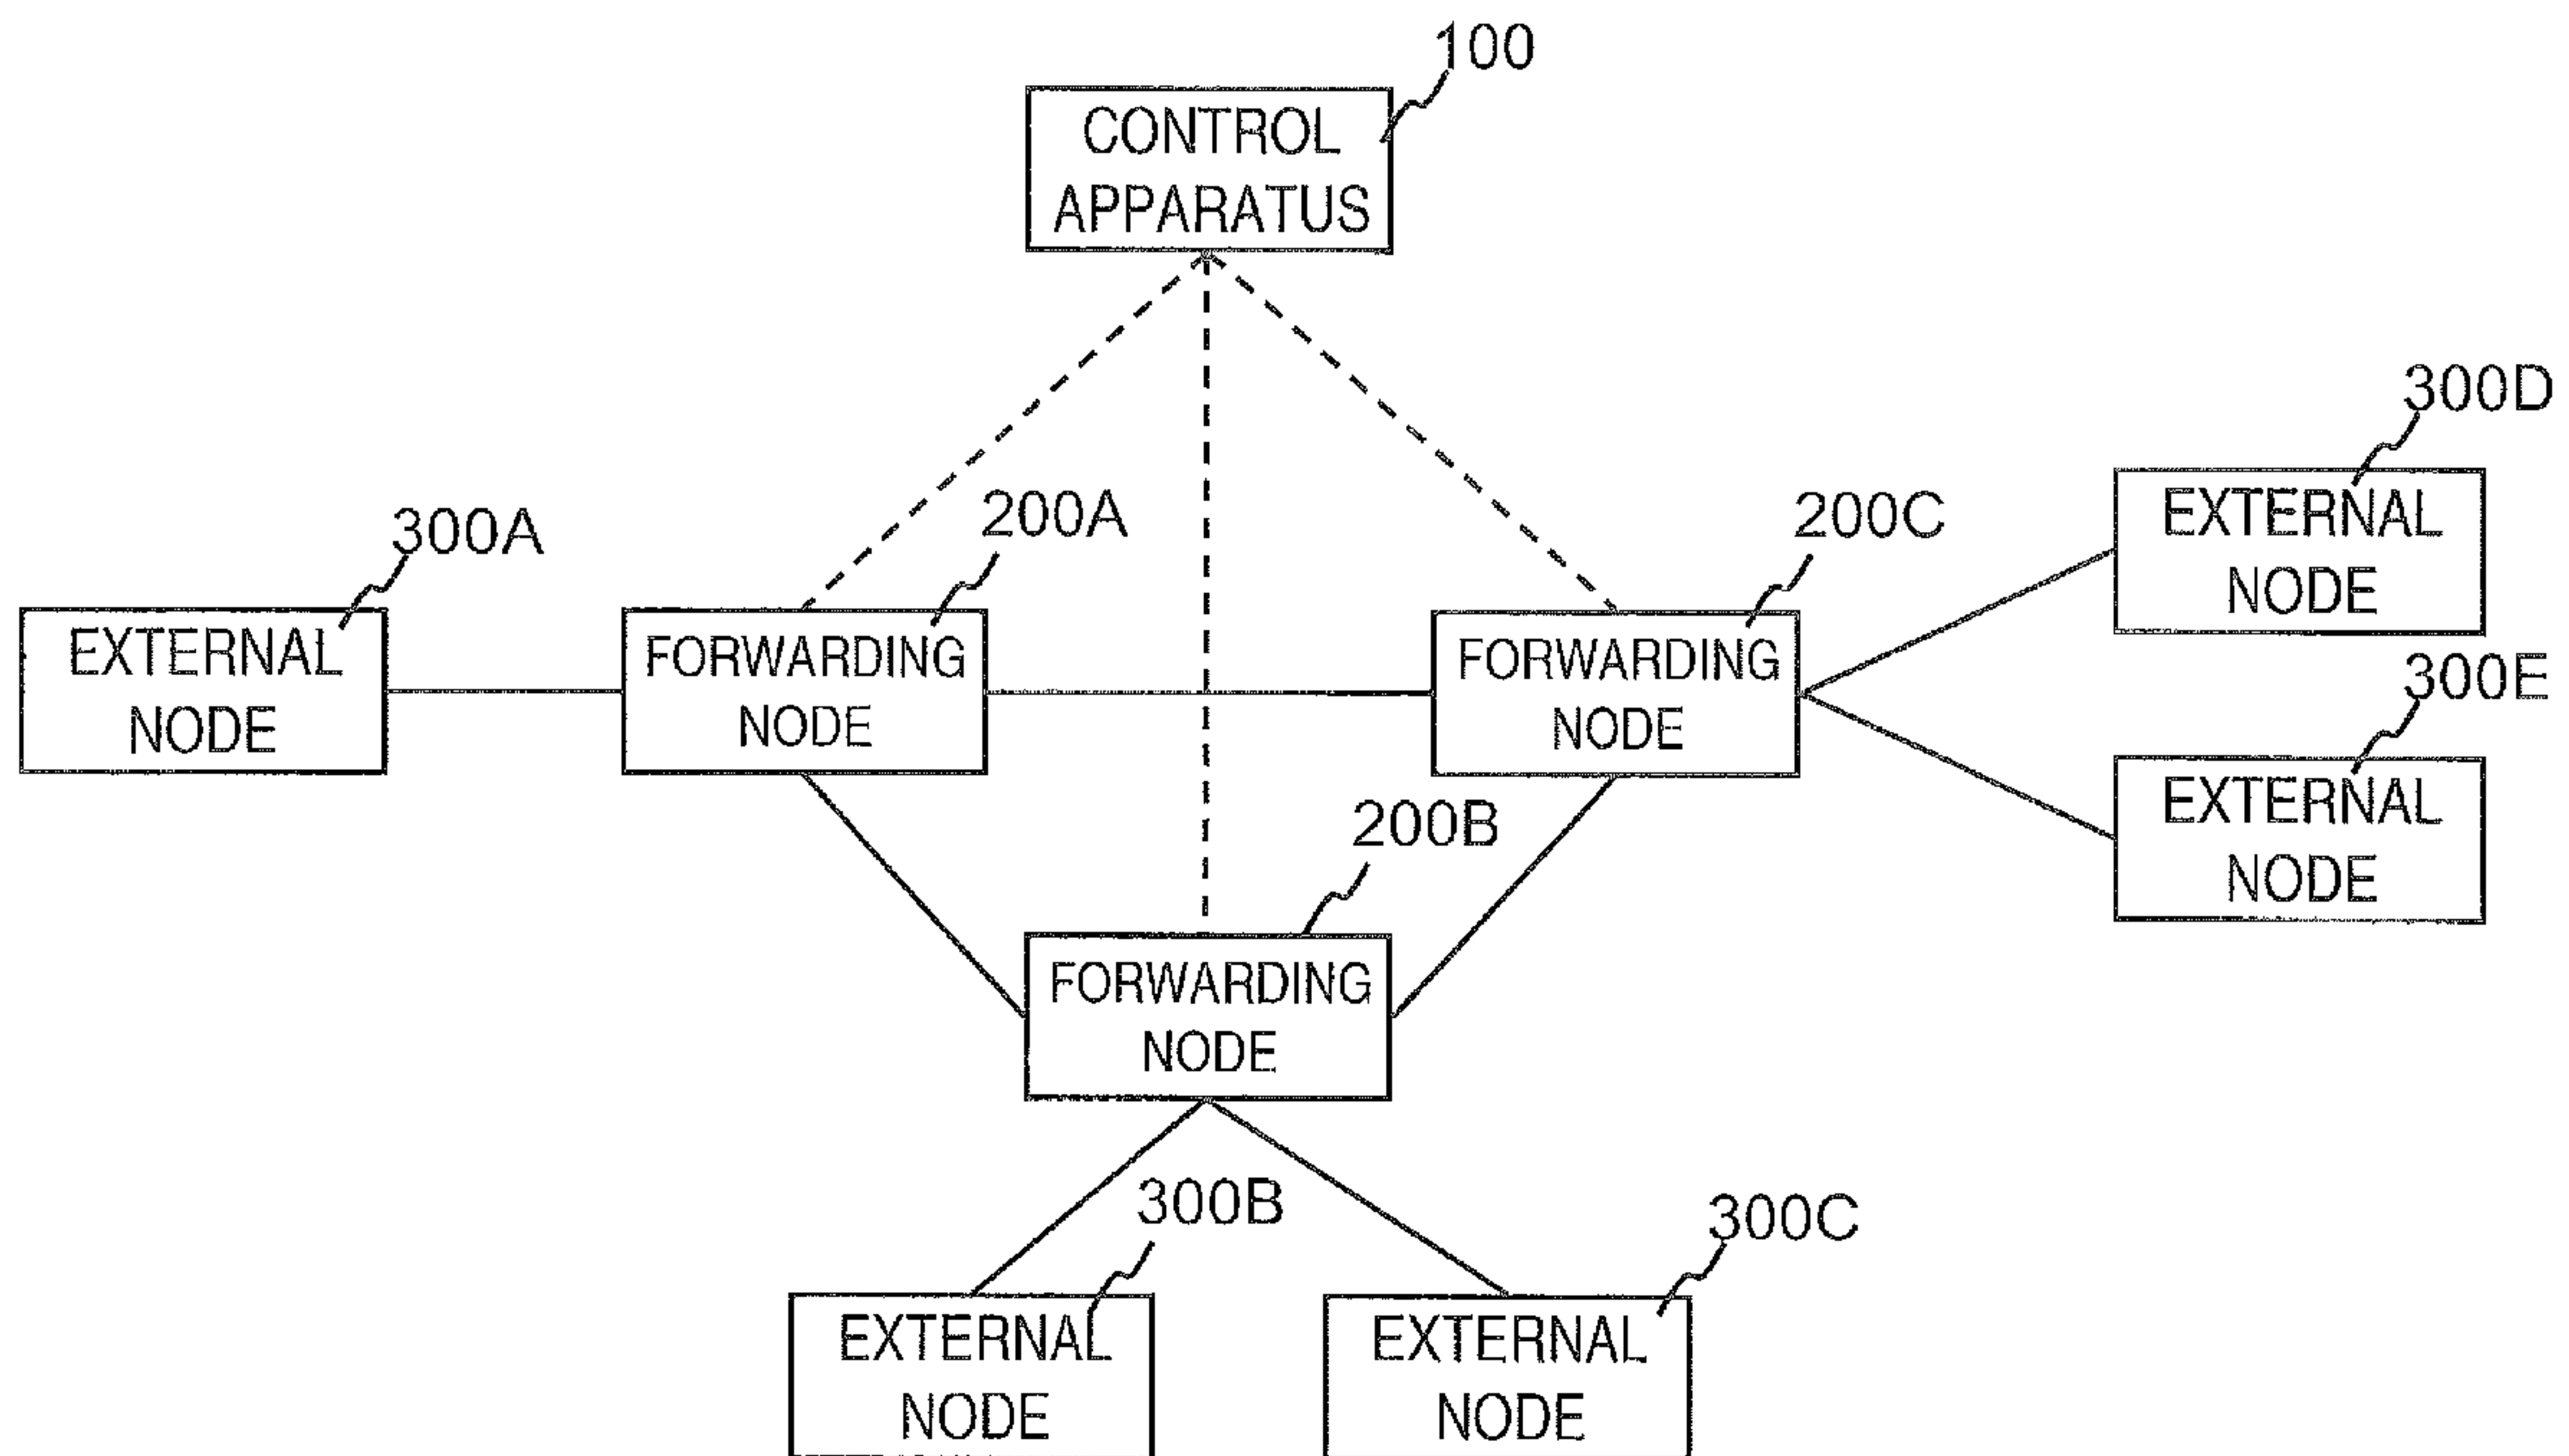 100
CONTROL
APPARATUS
300D
EXTERNAL
NODE
300A
EXTERNAL
NODE
200A
FORWARDING
NODE
200C
FORWARDING
NODE
300E
EXTERNAL
NODE
200B
FORWARDING
NODE
300B
EXTERNAL
NODE
300C
EXTERNAL
NODE